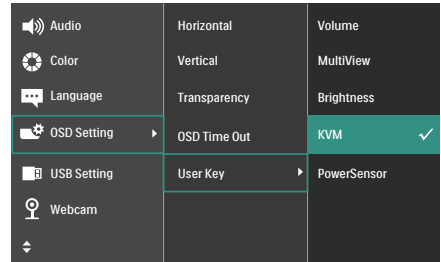 Audio
Color
Language
OSD Setting
USB Setting
Webcam
Horizontal
Vertical
Transparency
OSD Time Out
User Key
Volume
MultiView
Brightness
KVM
PowerSensor